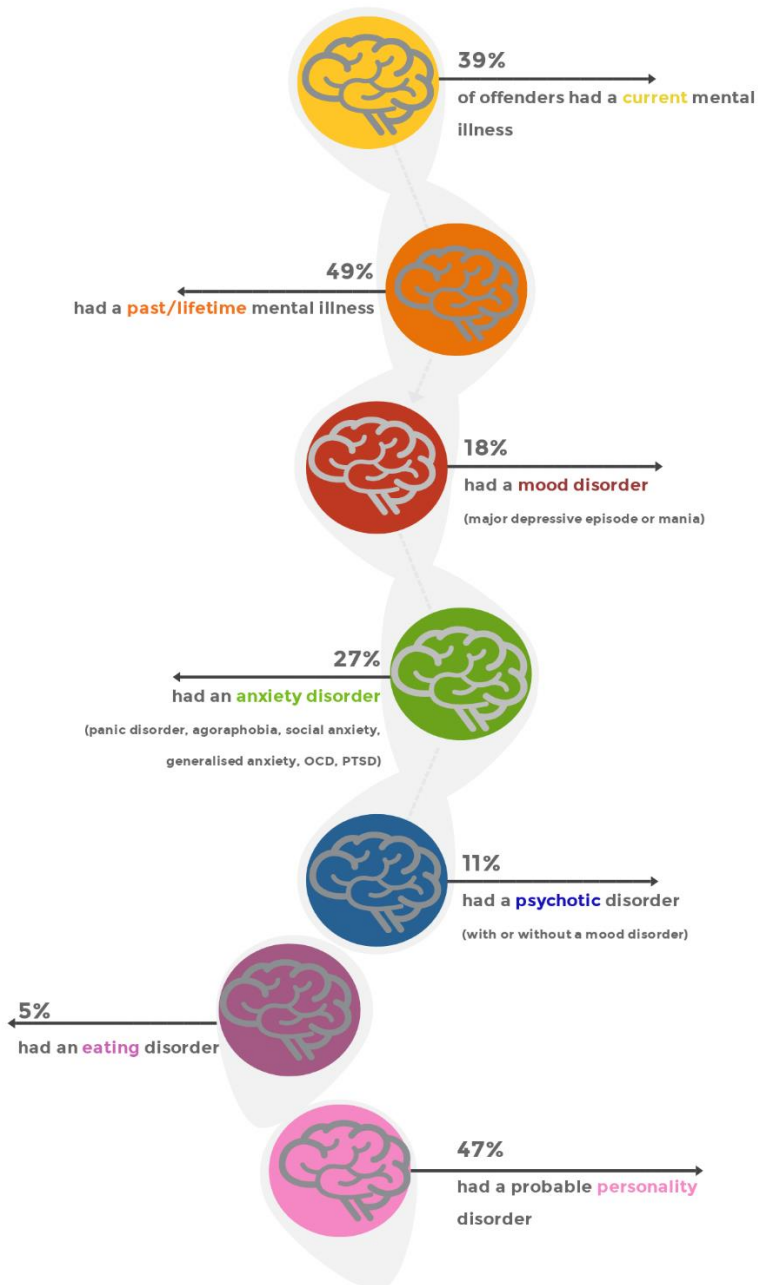 39%
of offenders had a current mental
illness
49%
had a past/lifetime mental illness
18%
had a mood disorder
(major depressive episode or mania)
27%
had an anxiety disorder
(panic disorder, agoraphobia, social anxiety,
generalised anxiety, OCD, PTSD)
11%
had a psychotic disorder
(with or without a mood disorder)
5%
had an eating disorder
47%
had a probable personality
disorder